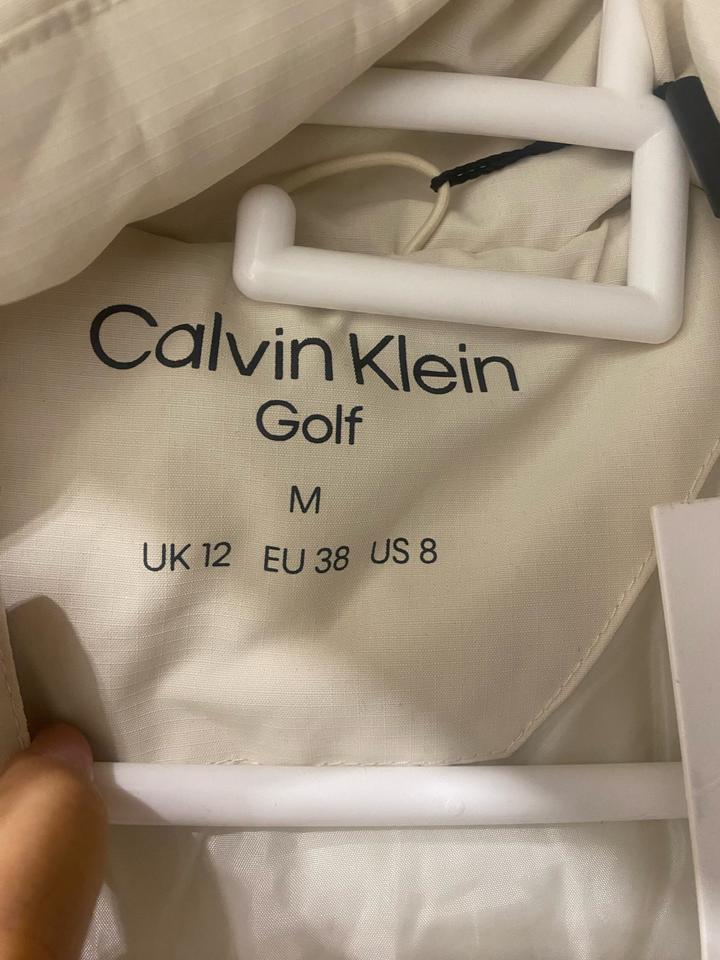 Calvin Klein
Golf
M
UK 12 EU 38 US 8